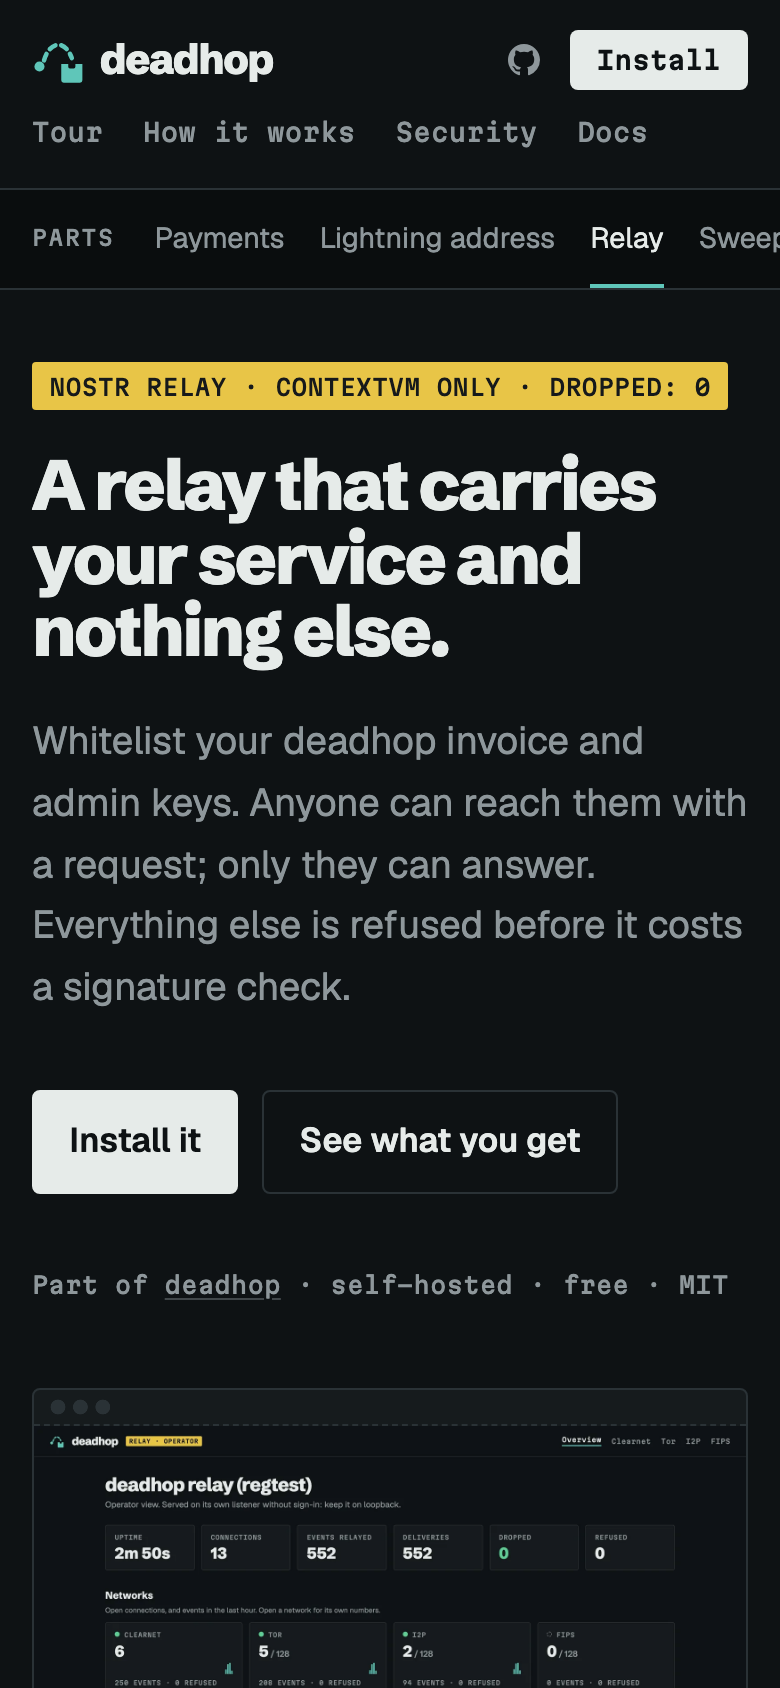 deadhop
Install
Tour How it works Security Docs
PARTS Payments Lightning address Relay Sweep
NOSTR RELAY · CONTEXTVM ONLY · DROPPED: 0
A relay that carries
your service and
nothing else.
Whitelist your deadhop invoice and
admin keys. Anyone can reach them with
a request; only they can answer.
Everything else is refused before it costs
a signature check.
Install it See what you get
Part of deadhop · self-hosted · free · MIT
deadhop RELAY · OPERATOR Overview Clearnet Tor I2P FIPS
deadhop relay (regtest)
Operator view. Served on its own listener without sign-in: keep it on loopback.
UPTIME CONNECTIONS EVENTS RELAYED DELIVERIES DROPPED REFUSED
2m 50s 13 552 552 0 0
Networks
Open connections, and events in the last hour. Open a network for its own numbers.
CLEARNET TOR I2P FIPS
6 5 / 128 2 / 128 0 / 128
250 EVENTS · 0 REFUSED 208 EVENTS · 0 REFUSED 94 EVENTS · 0 REFUSED 0 EVENTS · 0 REFUSED